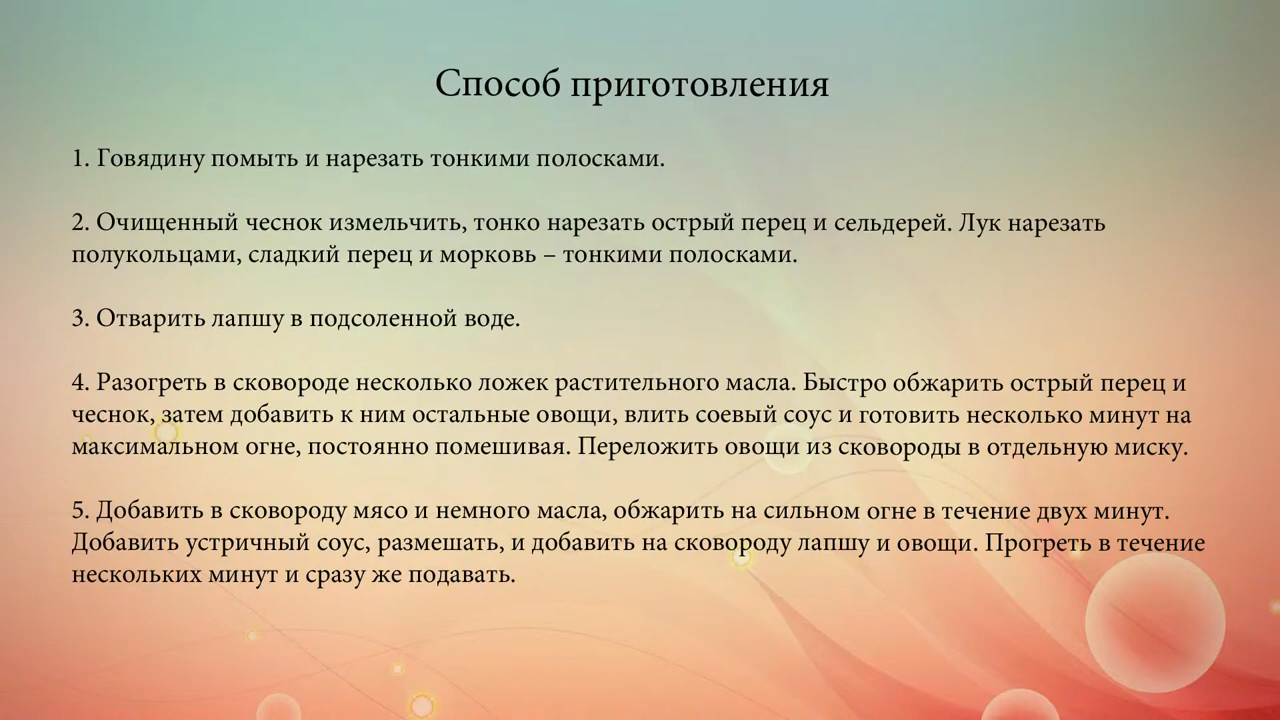 Способ приготовления
1. Говядину помыть и нарезать тонкими полосками.
2. Очищенный чеснок измельчить, тонко нарезать острый перец и сельдерей. Лук нарезать
полукольцами, сладкий перец и морковь – тонкими полосками.
3. Отварить лапшу в подсоленной воде.
4. Разогреть в сковороде несколько ложек растительного масла. Быстро обжарить острый перец и
чеснок, затем добавить к ним остальные овощи, влить соевый соус и готовить несколько минут на
максимальном огне, постоянно помешивая. Переложить овощи из сковороды в отдельную миску.
5. Добавить в сковороду мясо и немного масла, обжарить на сильном огне в течение двух минут.
Добавить устричный соус, размешать, и добавить на сковороду лапшу и овощи. Прогреть в течение
нескольких минут и сразу же подавать.